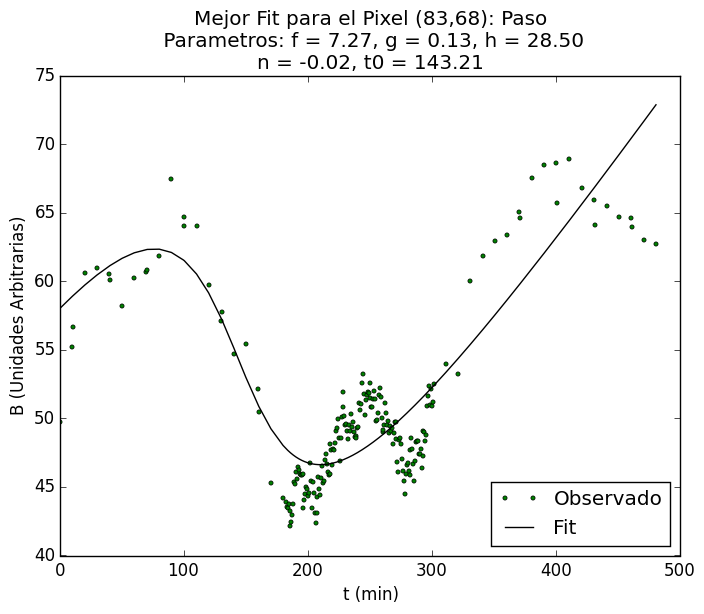 Mejor Fit para el Pixel (83,68): Paso
Parametros: f = 7.27, g = 0.13, h = 28.50
n = -0.02, t0 = 143.21
75
70
65
60
55
50
45
40
B (Unidades Arbitrarias)
Observado
Fit
0
100
200
300
400
500
t (min)